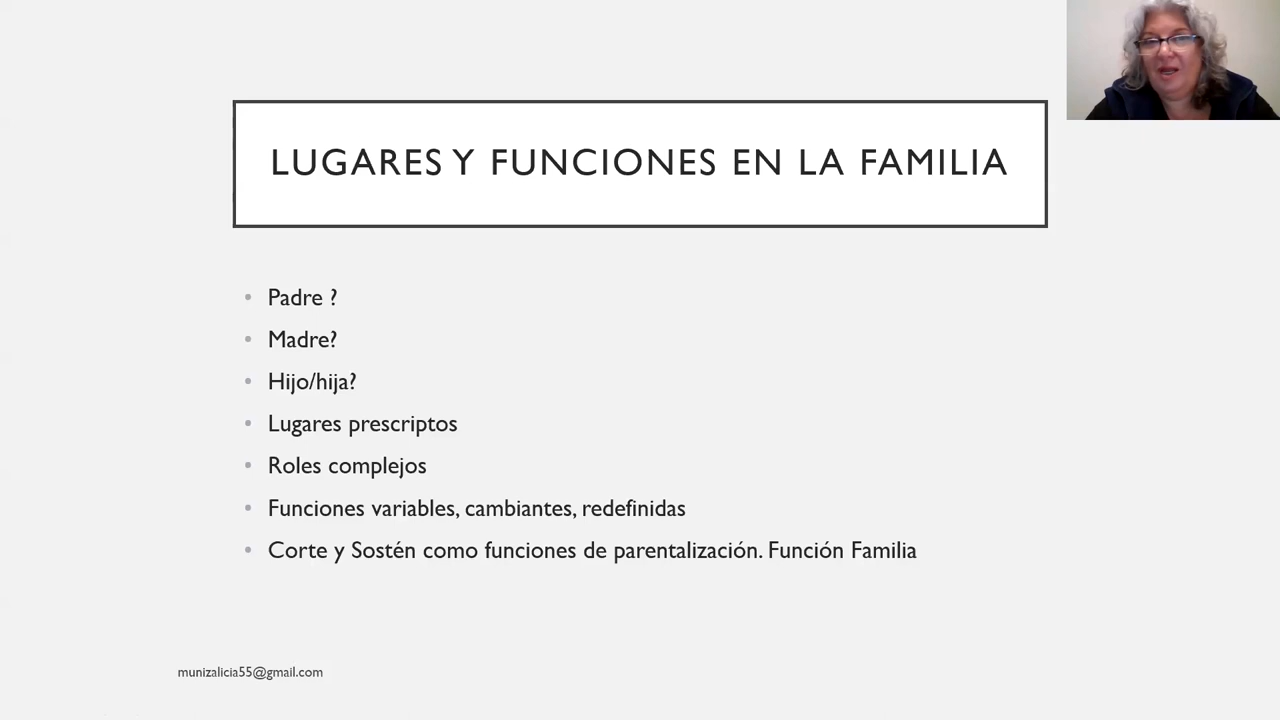 LUGARES Y FUNCIONES EN LA FAMILIA
• Padre ?
• Madre?
• Hijo/hija?
• Lugares prescriptos
• Roles complejos
• Funciones variables, cambiantes, redefinidas
• Corte y Sostén como funciones de parentalización. Función Familia
munizalicia55@gmail.com